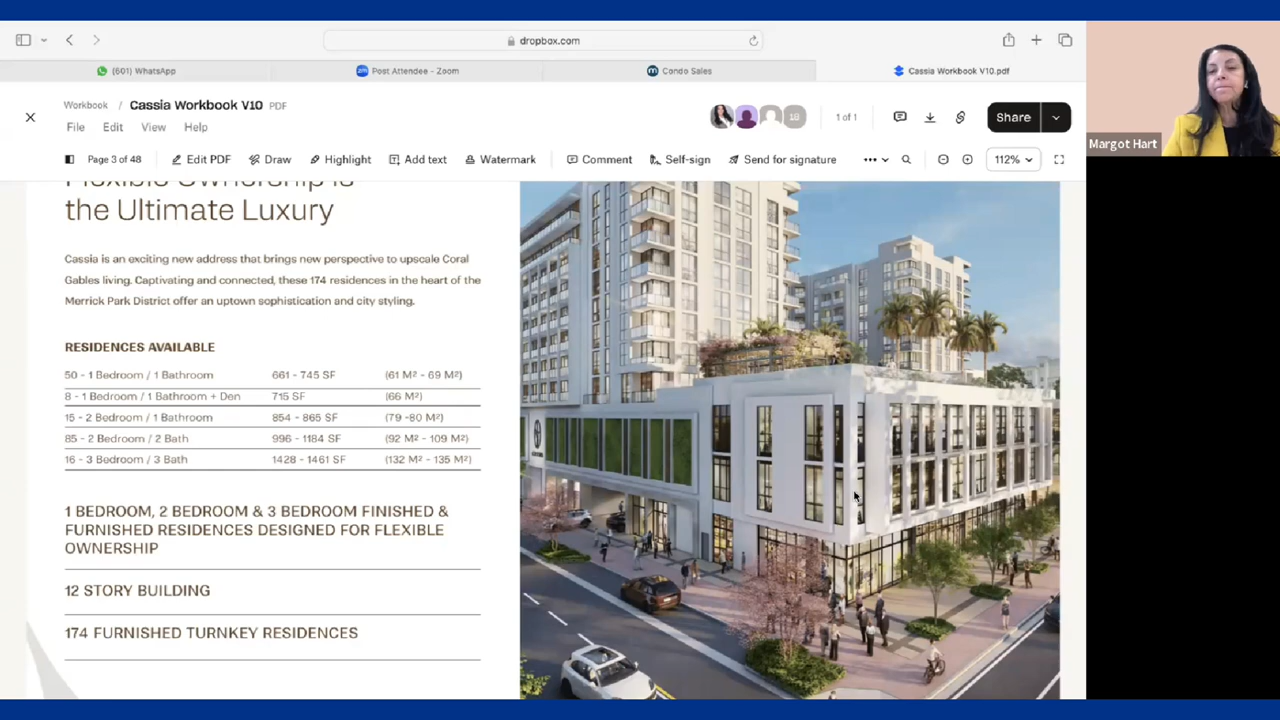 dropbox.com
(601) WhatsApp
Post Attendee - Zoom
Condo Sales
Cassia Workbook V10.pdf
Workbook / Cassia Workbook V10 PDF
File Edit View Help
18
1 of 1
Share
Page 3 of 48
Edit PDF
Draw
Highlight
Add text
Watermark
Comment
Self-sign
Send for signature
112%
Margot Hart
Flexible Ownership is
the Ultimate Luxury
Cassia is an exciting new address that brings new perspective to upscale Coral
Gables living. Captivating and connected, these 174 residences in the heart of the
Merrick Park District offer an uptown sophistication and city styling.
RESIDENCES AVAILABLE
50 - 1 Bedroom / 1 Bathroom 661 - 745 SF (61 M² - 69 M²)
8 - 1 Bedroom / 1 Bathroom + Den 715 SF (66 M²)
15 - 2 Bedroom / 1 Bathroom 854 - 865 SF (79 -80 M²)
85 - 2 Bedroom / 2 Bath 996 - 1184 SF (92 M² - 109 M²)
16 - 3 Bedroom / 3 Bath 1428 - 1461 SF (132 M² - 135 M²)
1 BEDROOM, 2 BEDROOM & 3 BEDROOM FINISHED &
FURNISHED RESIDENCES DESIGNED FOR FLEXIBLE
OWNERSHIP
12 STORY BUILDING
174 FURNISHED TURNKEY RESIDENCES